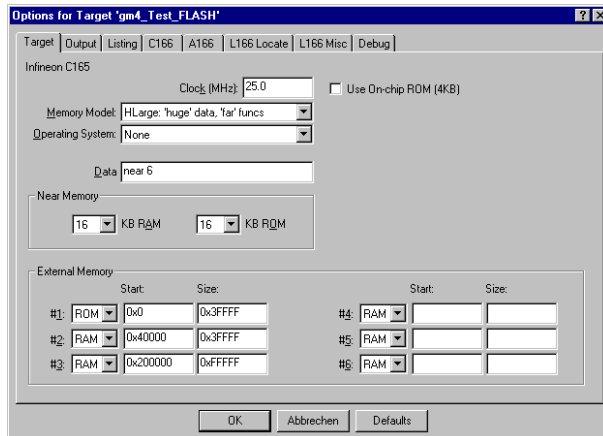 Options for Target 'gm4_Test_FLASH'
Target Output Listing C166 A166 L166 Locate L166 Misc Debug
Infineon C165
Clock (MHz): 25.0 Use On-chip ROM (4KB)
Memory Model: HLarge: 'huge' data, 'far' funcs
Operating System: None
Data near 6
Near Memory
16 KB RAM 16 KB ROM
External Memory
Start: Size: Start: Size:
#1: ROM 0x0 0x3FFFF #4: RAM
#2: RAM 0x40000 0x3FFFF #5: RAM
#3: RAM 0x200000 0xFFFFF #6: RAM
OK Abbrechen Defaults